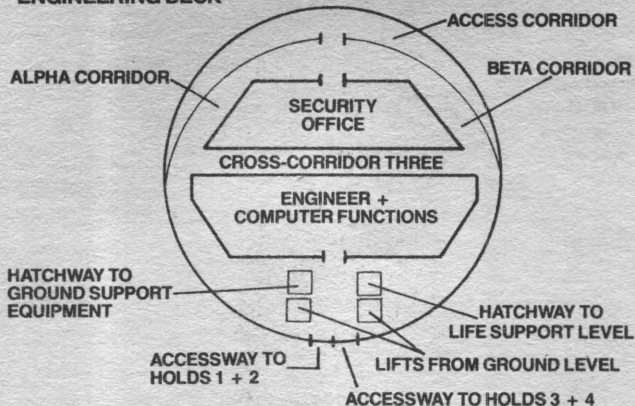 ENGINEERING DECK
ACCESS CORRIDOR
ALPHA CORRIDOR
BETA CORRIDOR
SECURITY
OFFICE
CROSS-CORRIDOR THREE
ENGINEER +
COMPUTER FUNCTIONS
HATCHWAY TO
GROUND SUPPORT
EQUIPMENT
HATCHWAY TO
LIFE SUPPORT LEVEL
ACCESSWAY TO
HOLDS 1 + 2
LIFTS FROM GROUND LEVEL
ACCESSWAY TO HOLDS 3 + 4